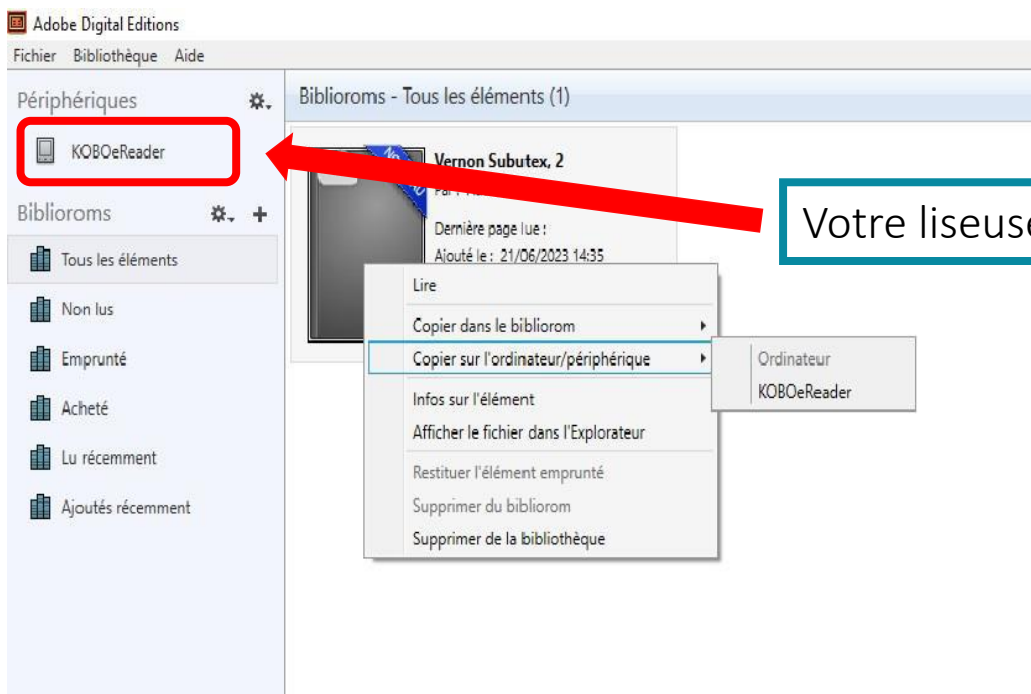 Adobe Digital Editions
Fichier Bibliothèque Aide
Périphériques
KOBOeReader
Biblioroms
Tous les éléments
Non lus
Emprunté
Acheté
Lu récemment
Ajoutés récemment
Biblioroms - Tous les éléments (1)
Vernon Subutex, 2
Dernière page lue :
Ajouté le : 21/06/2023 14:35
Votre liseuse
Lire
Copier dans le bibliorom
Copier sur l'ordinateur/périphérique
Infos sur l'élément
Afficher le fichier dans l'Explorateur
Restituer l'élément emprunté
Supprimer du bibliorom
Supprimer de la bibliothèque
Ordinateur
KOBOeReader